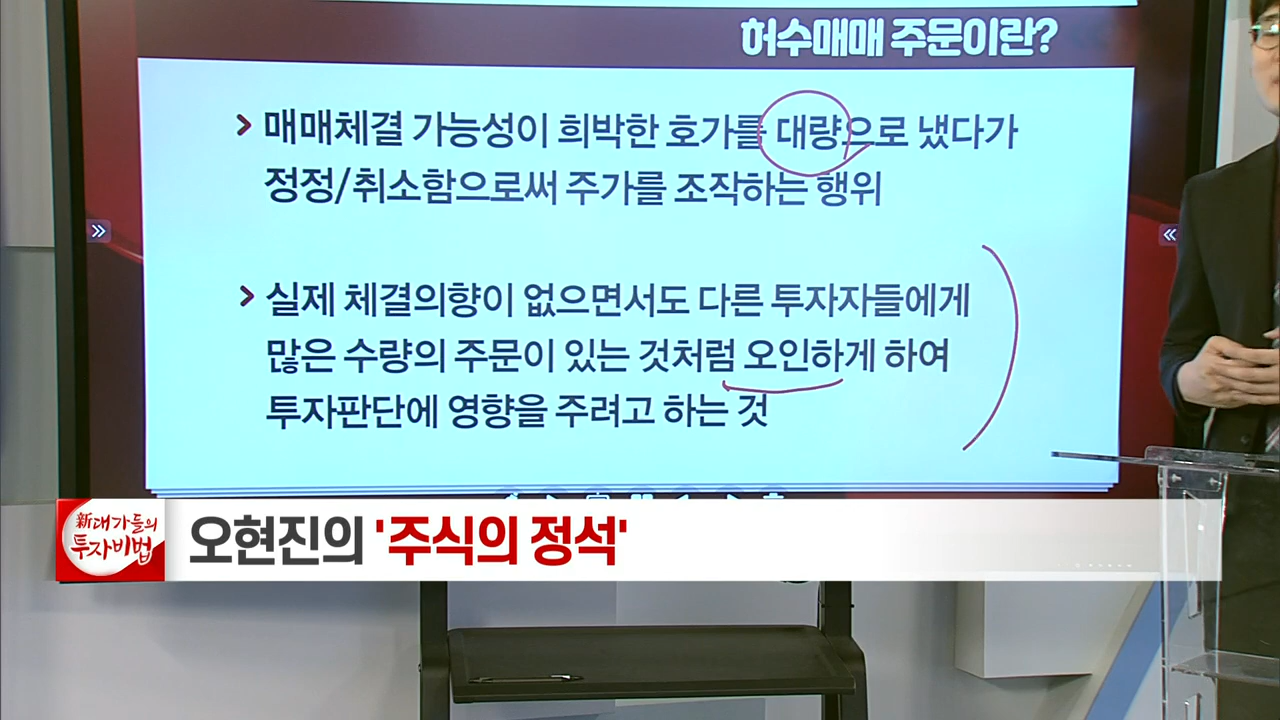 허수매매 주문이란?
> 매매체결 가능성이 희박한 호가를 대량으로 냈다가
정정/취소함으로써 주가를 조작하는 행위
> 실제 체결의향이 없으면서도 다른 투자자들에게
많은 수량의 주문이 있는 것처럼 오인하게 하여
투자판단에 영향을 주려고 하는 것
新대가들의
투자비법
오현진의 '주식의 정석'